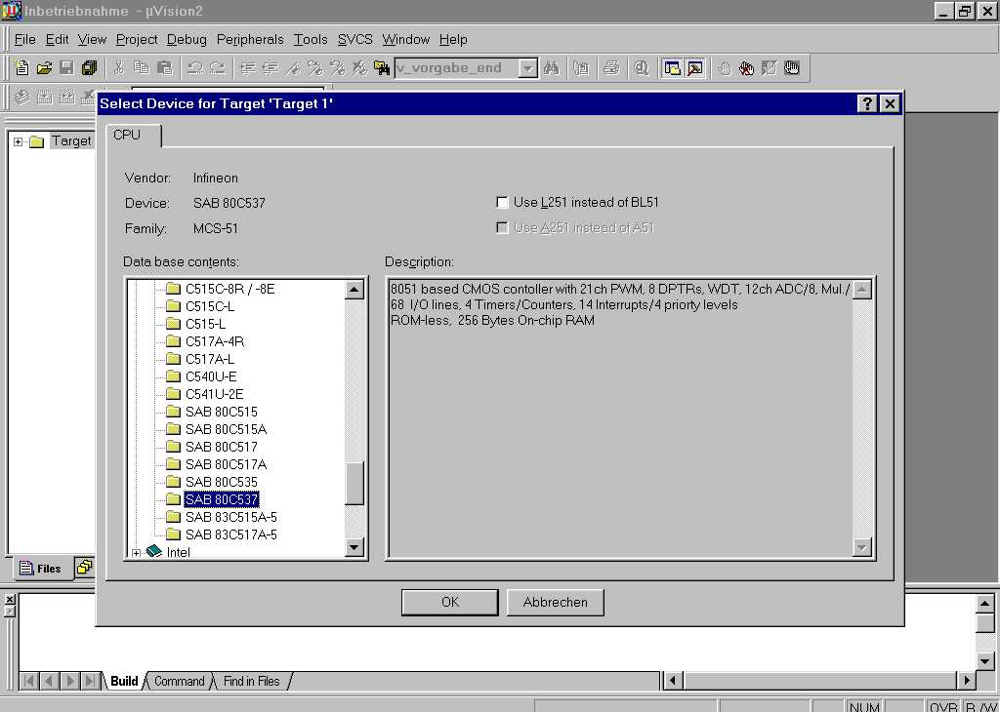 Inbetriebnahme - µVision2
File Edit View Project Debug Peripherals Tools SVCS Window Help
v_vorgabe_end
Select Device for Target 'Target 1'
Target
CPU
Vendor: Infineon
Device: SAB 80C537
Family: MCS-51
Use L251 instead of BL51
Use A251 instead of A51
Data base contents:
C515C-8R / -8E
C515C-L
C515-L
C517A-4R
C517A-L
C540U-E
C541U-2E
SAB 80C515
SAB 80C515A
SAB 80C517
SAB 80C517A
SAB 80C535
SAB 80C537
SAB 83C515A-5
SAB 83C517A-5
Intel
Description:
8051 based CMOS contoller with 21ch PWM, 8 DPTRs, WDT, 12ch ADC/8, Mul./
68 I/O lines, 4 Timers/Counters, 14 Interrupts/4 priorty levels
ROM-less, 256 Bytes On-chip RAM
Files
OK Abbrechen
Build Command Find in Files
NUM OVR R/W